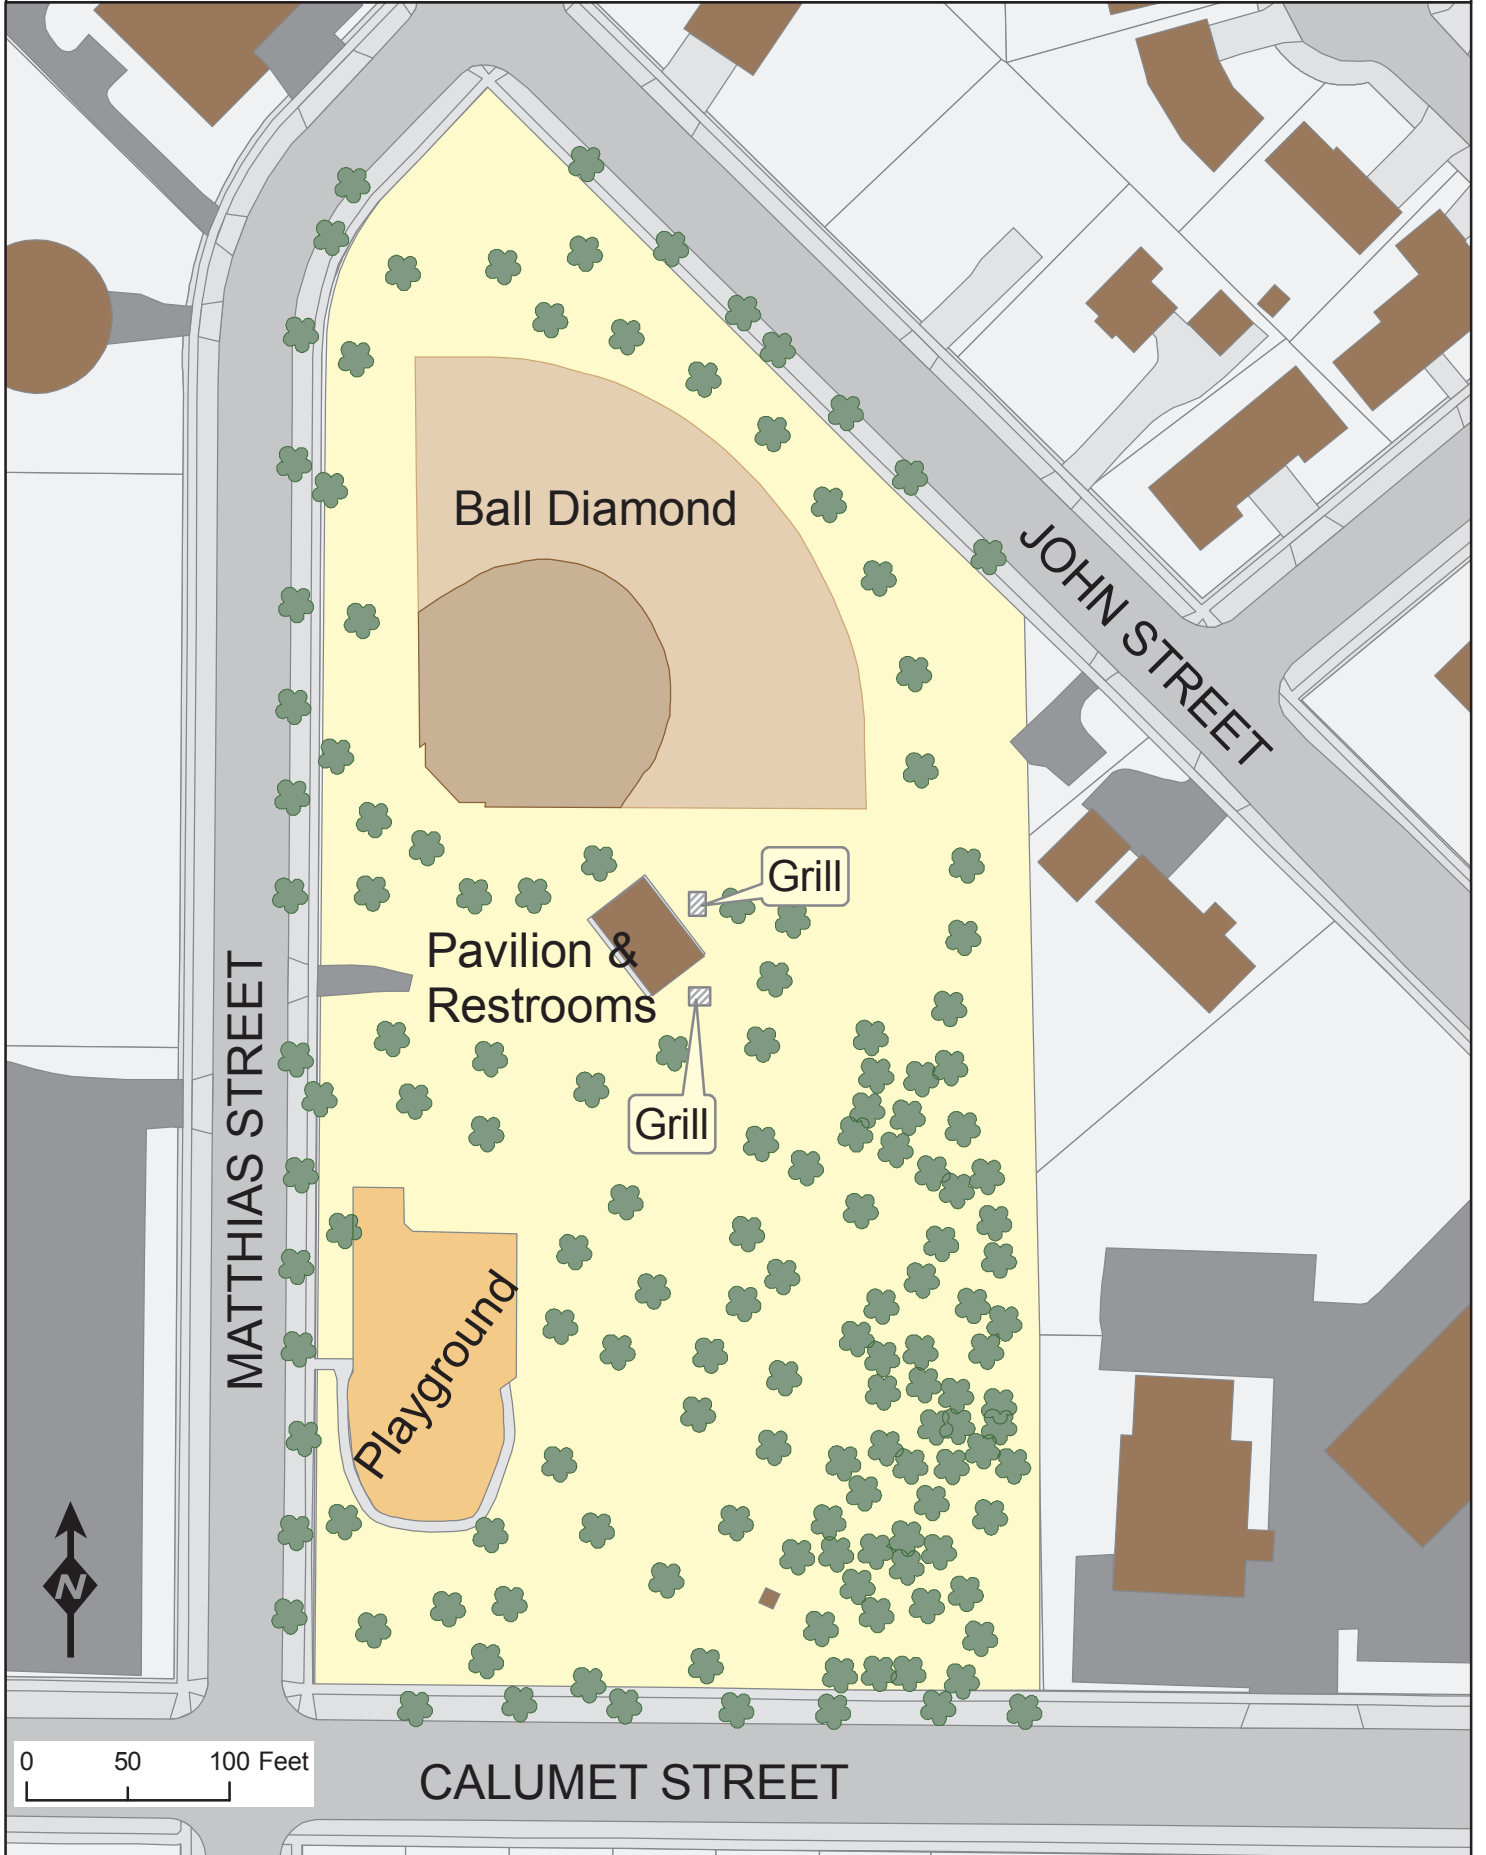 Ball Diamond
JOHN STREET
Grill
Pavilion &
Restrooms
MATTHIAS STREET
Grill
Playground
N
0 50 100 Feet
CALUMET STREET